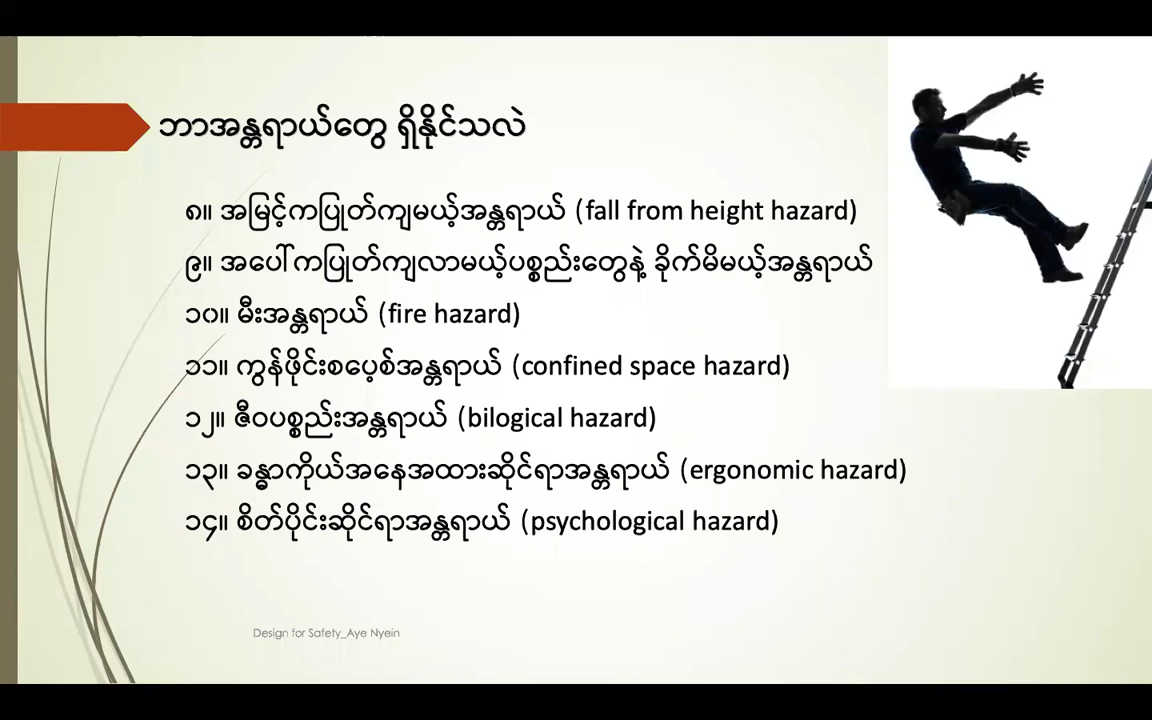 ဘာအန္တရာယ်တွေ ရှိနိုင်သလဲ
၈။ အမြင့်ကပြုတ်ကျမယ့်အန္တရာယ် (fall from height hazard)
၉။ အပေါ်ကပြုတ်ကျလာမယ့်ပစ္စည်းတွေနဲ့ ခိုက်မိမယ့်အန္တရာယ်
၁၀။ မီးအန္တရာယ် (fire hazard)
၁၁။ ကွန်ဖိုင်းစပေ့စ်အန္တရာယ် (confined space hazard)
၁၂။ ဇီဝပစ္စည်းအန္တရာယ် (bilogical hazard)
၁၃။ ခန္ဓာကိုယ်အနေအထားဆိုင်ရာအန္တရာယ် (ergonomic hazard)
၁၄။ စိတ်ပိုင်းဆိုင်ရာအန္တရာယ် (psychological hazard)
Design for Safety_Aye Nyein